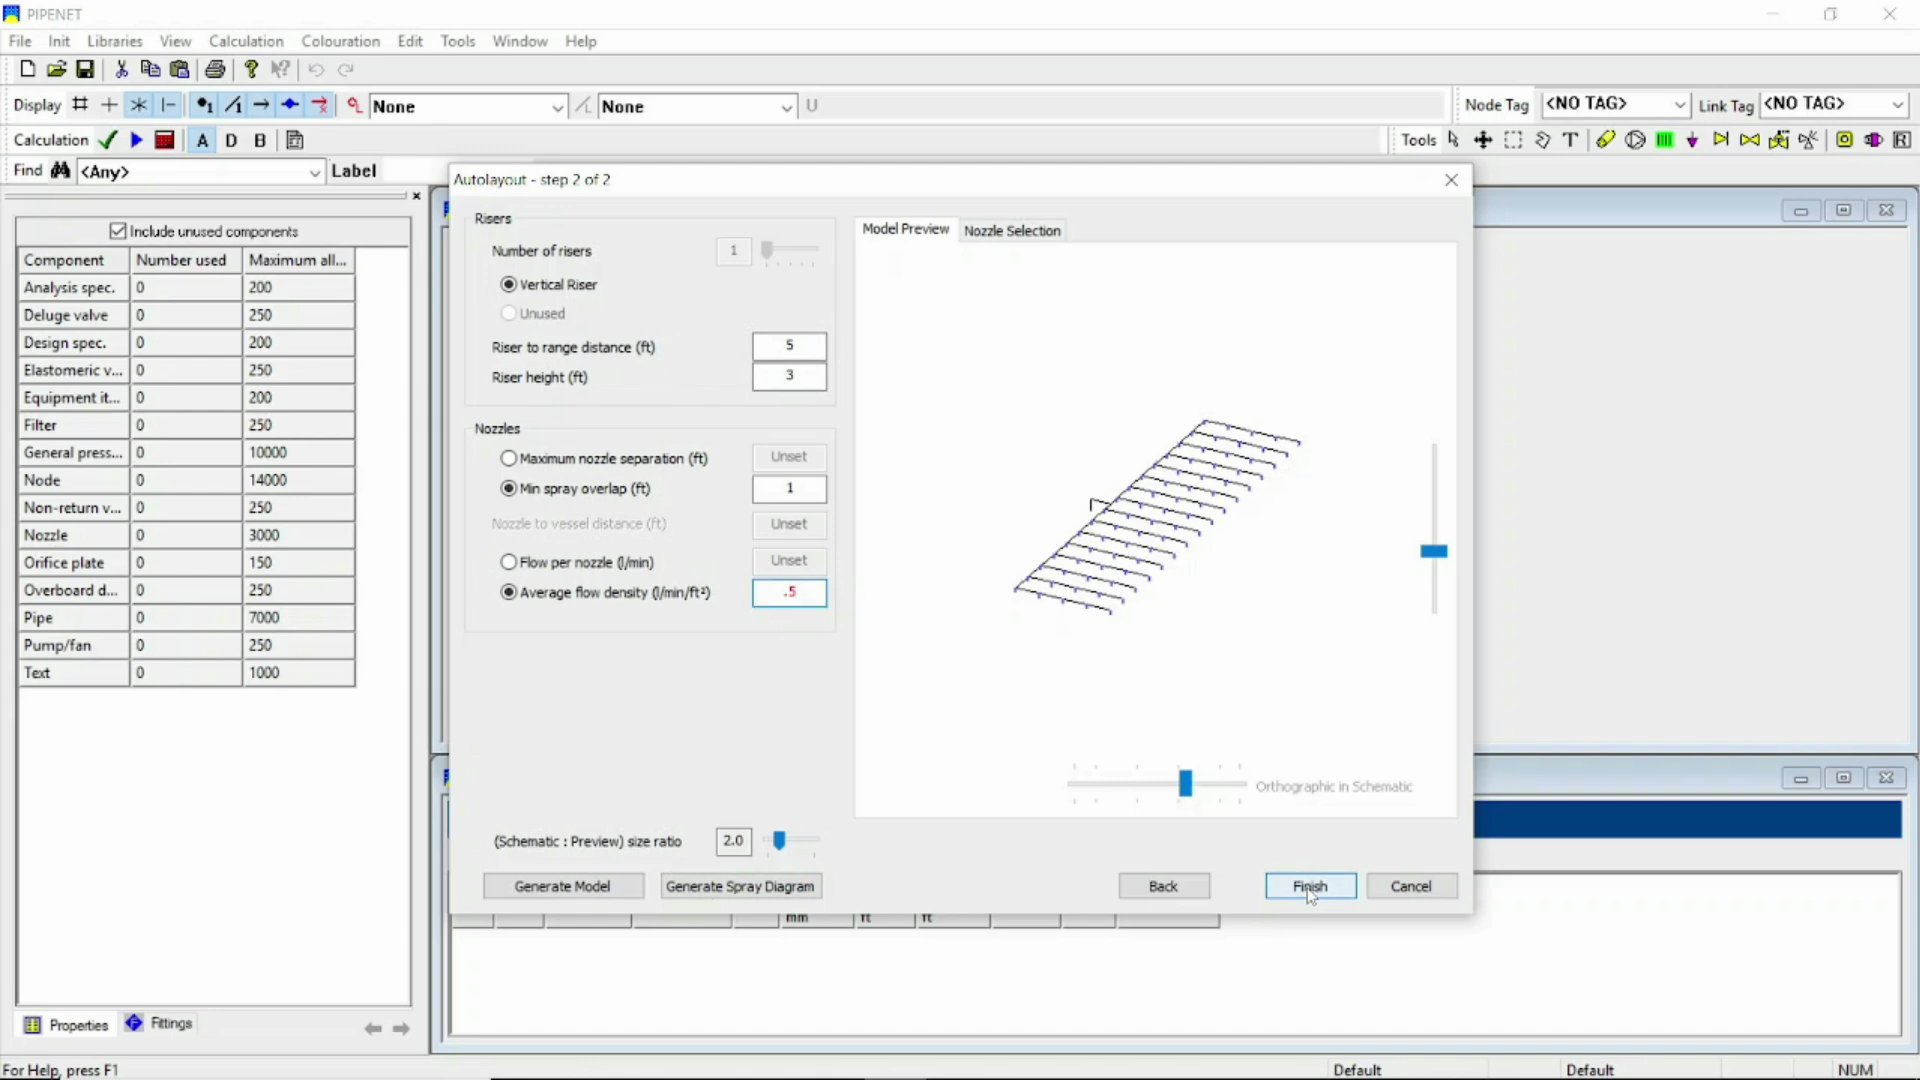 PIPENET
File Init Libraries View Calculation Colouration Edit Tools Window Help
Display None None U Node Tag <NO TAG> Link Tag <NO TAG>
Calculation A D B Tools T R
Find <Any> Label
Autolayout - step 2 of 2
Include unused components
Component Number used Maximum all...
Analysis spec. 0 200
Deluge valve 0 250
Design spec. 0 200
Elastomeric v... 0 250
Equipment it... 0 200
Filter 0 250
General press... 0 10000
Node 0 14000
Non-return v... 0 250
Nozzle 0 3000
Orifice plate 0 150
Overboard d... 0 250
Pipe 0 7000
Pump/fan 0 250
Text 0 1000
Properties Fittings
Risers
Number of risers 1
Vertical Riser
Unused
Riser to range distance (ft) 5
Riser height (ft) 3
Nozzles
Maximum nozzle separation (ft) Unset
Min spray overlap (ft) 1
Nozzle to vessel distance (ft) Unset
Flow per nozzle (l/min) Unset
Average flow density (l/min/ft²) .5
(Schematic : Preview) size ratio 2.0
Generate Model Generate Spray Diagram
Model Preview Nozzle Selection
Orthographic in Schematic
Back Finish Cancel
mm ft ft
For Help, press F1 Default Default NUM